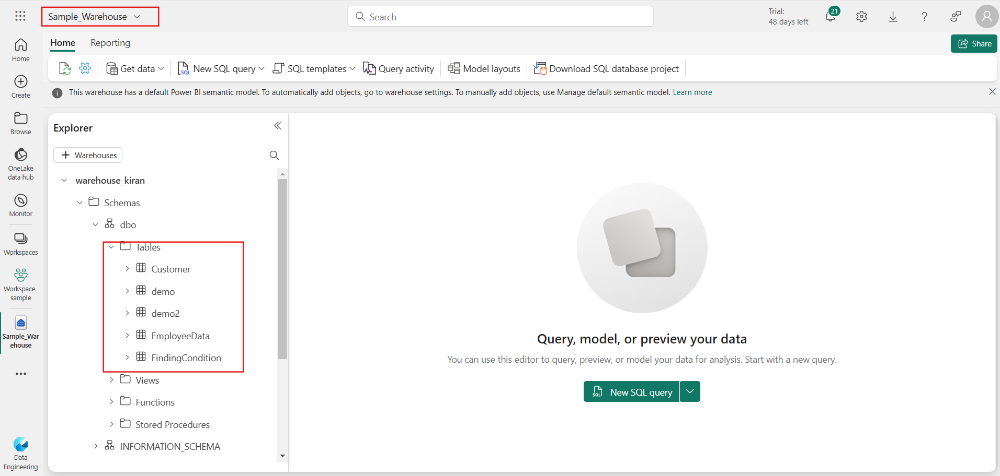 Sample_Warehouse
Search
Trial:
48 days left
21
Home
Create
Browse
OneLake
data hub
Monitor
Workspaces
Workspace_
sample
Sample_War
ehouse
Data
Engineering
Home Reporting
Share
Get data New SQL query SQL templates Query activity Model layouts Download SQL database project
This warehouse has a default Power BI semantic model. To automatically add objects, go to warehouse settings. To manually add objects, use Manage default semantic model. Learn more
Explorer
Warehouses
warehouse_kiran
Schemas
dbo
Tables
Customer
demo
demo2
EmployeeData
FindingCondition
Views
Functions
Stored Procedures
INFORMATION_SCHEMA
Query, model, or preview your data
You can use this editor to query, preview, or model your data for analysis. Start with a new query.
SQL New SQL query